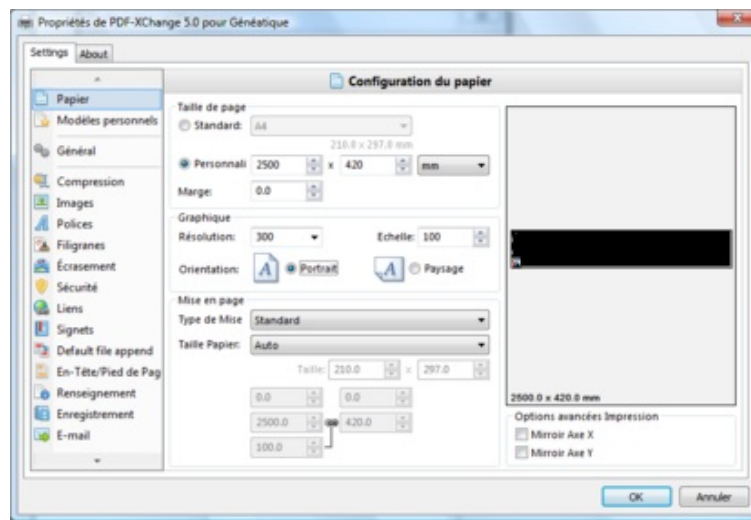 Propriétés de PDF-XChange 5.0 pour Généatique
Settings
About
Papier
Modèles personnels
Général
Compression
Images
Polices
Filigranes
Écrasement
Sécurité
Liens
Signets
Default file append
En-Tête/Pied de Pag
Renseignement
Enregistrement
E-mail
Configuration du papier
Taille de page
Standard: A4
210.0 x 297.0 mm
Personnali 2500 x 420 mm
Marge: 0.0
Graphique
Résolution: 300 Echelle: 100
Orientation: A Portrait A Paysage
Mise en page
Type de Mise Standard
Taille Papier: Auto
Taille: 210.0 x 297.0
0.0 0.0
2500.0 420.0
100.0
2500.0 x 420.0 mm
Options avancées Impression
Mirroir Axe X
Mirroir Axe Y
OK Annuler